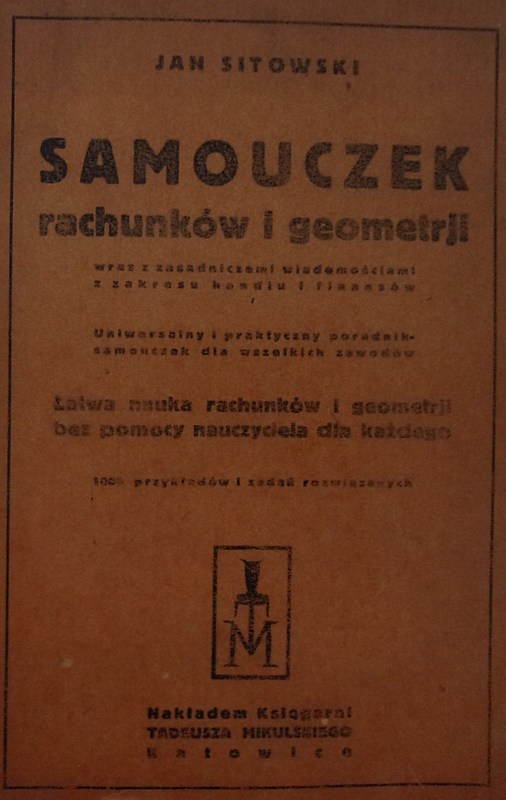 JAN SITOWSKI
SAMOUCZEK
rachunków i geometrji
wraz z zasadniczemi wiadomościami
z zakresu handlu i finansów
Uniwersalny i praktyczny poradnik-
samouczek dla wszelkich zawodów
Łatwa nauka rachunków i geometrji
bez pomocy nauczyciela dla każdego
przykładów i zadań rozwiązanych
TM
Nakładem Księgarni
TADEUSZA MIKULSKIEGO
Katowice